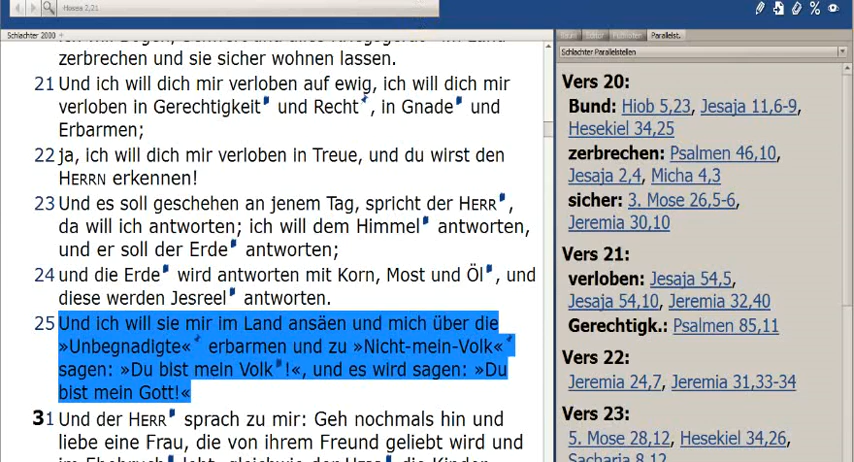 Hosea 2,21
Schlachter 2000
Baum Editor Fußnoten Parallelst.
Schlachter Parallelstellen
zerbrechen und sie sicher wohnen lassen.
21 Und ich will dich mir verloben auf ewig, ich will dich mir
verloben in Gerechtigkeit und Recht, in Gnade und
Erbarmen;
22 ja, ich will dich mir verloben in Treue, und du wirst den
HERRN erkennen!
23 Und es soll geschehen an jenem Tag, spricht der HERR,
da will ich antworten; ich will dem Himmel antworten,
und er soll der Erde antworten;
24 und die Erde wird antworten mit Korn, Most und Öl, und
diese werden Jesreel antworten.
25 Und ich will sie mir im Land ansäen und mich über die
»Unbegnadigte« erbarmen und zu »Nicht-mein-Volk«
sagen: »Du bist mein Volk!«, und es wird sagen: »Du
bist mein Gott!«
31 Und der HERR sprach zu mir: Geh nochmals hin und
liebe eine Frau, die von ihrem Freund geliebt wird und
Vers 20:
Bund: Hiob 5,23, Jesaja 11,6-9,
Hesekiel 34,25
zerbrechen: Psalmen 46,10,
Jesaja 2,4, Micha 4,3
sicher: 3. Mose 26,5-6,
Jeremia 30,10
Vers 21:
verloben: Jesaja 54,5,
Jesaja 54,10, Jeremia 32,40
Gerechtigk.: Psalmen 85,11
Vers 22:
Jeremia 24,7, Jeremia 31,33-34
Vers 23:
5. Mose 28,12, Hesekiel 34,26,
Sacharja 8,12